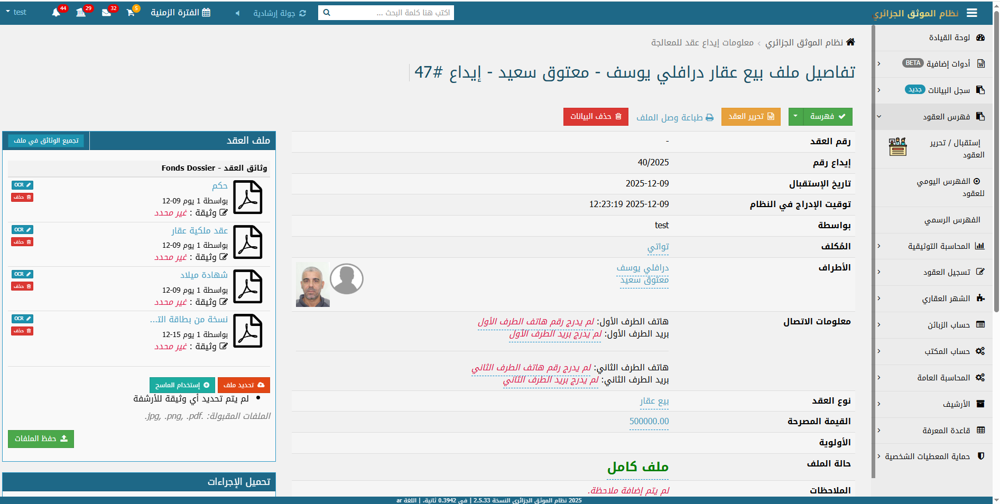 نظام الموثق الجزائري
اكتب هنا كلمة البحث ...
جولة إرشادية
الفترة الزمنية
5
32
29
44
test
لوحة القيادة
أدوات إضافية BETA
سجل البيانات جديد
فهرس العقود
إستقبال / تحرير
العقود
الفهرس اليومي
للعقود
الفهرس الرسمي
المحاسبة التوثيقية
تسجيل العقود
الشهر العقاري
حساب الزبائن
حساب المكتب
المحاسبة العامة
الأرشيف
قاعدة المعرفة
حماية المعطيات الشخصية
نظام الموثق الجزائري › معلومات إيداع عقد للمعالجة
تفاصيل ملف بيع عقار درافلي يوسف - معتوق سعيد - إيداع #47
فهرسة
تحرير العقد
طباعة وصل الملف
حذف البيانات
رقم العقد -
إيداع رقم 40/2025
تاريخ الإستقبال 2025-12-09
توقيت الإدراج في النظام 2025-12-09 12:23:19
بواسطة test
المُكلف تواتي
الأطراف درافلي يوسف
معتوق سعيد
معلومات الاتصال هاتف الطرف الأول: لم يدرج رقم هاتف الطرف الأول
بريد الطرف الأول: لم يدرج بريد الطرف الأول
هاتف الطرف الثاني: لم يدرج رقم هاتف الطرف الثاني
بريد الطرف الثاني: لم يدرج بريد الطرف الثاني
نوع العقد بيع عقار
القيمة المصرحة 500000.00
الأولوية
حالة الملف ملف كامل
الملاحظات لم يتم إضافة ملاحظة.
ملف العقد
تجميع الوثائق في ملف
وثائق العقد - Fonds Dossier
حكم
OCR
بواسطة 1 يوم 09-12
حذف
وثيقة : غير محدد
عقد ملكية عقار
OCR
بواسطة 1 يوم 09-12
حذف
وثيقة : غير محدد
شهادة ميلاد
OCR
بواسطة 1 يوم 09-12
حذف
وثيقة : غير محدد
نسخة من بطاقة الت...
OCR
بواسطة 1 يوم 15-12
حذف
وثيقة : غير محدد
تحديد ملف
إستخدام الماسح
لم يتم تحديد أي وثيقة للأرشفة
الملفات المقبولة: .jpg, .png, .pdf.
حفظ الملفات
تحميل الإجراءات
2025 نظام الموثق الجزائري النسخة 2.5.33 | في 0.3942 ثانية. | اللغة ar